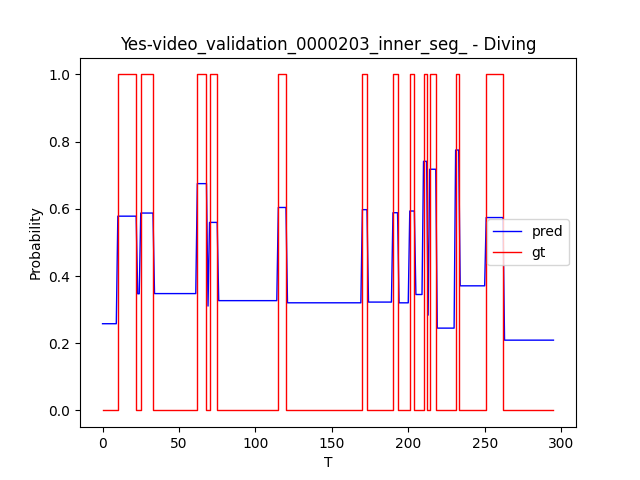 Yes-video_validation_0000203_inner_seg_ - Diving
1.0
0.8
0.6
0.4
0.2
0.0
Probability
pred
gt
0 50 100 150 200 250 300
T